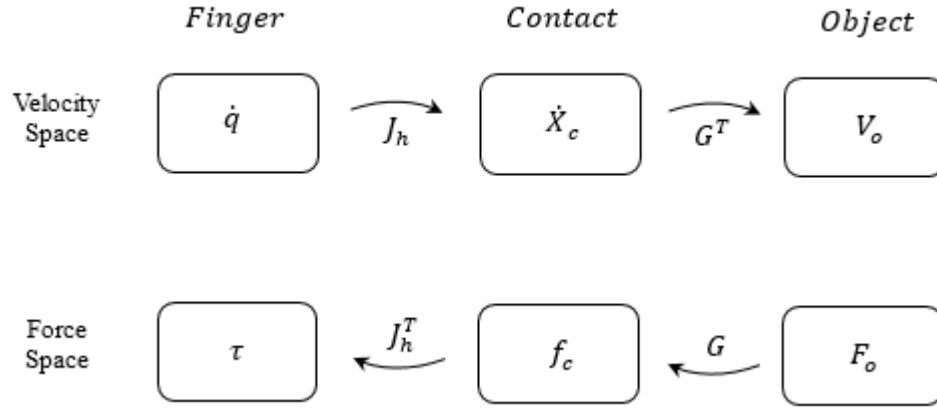 Finger Contact Object
Velocity
Space
q̇ Ẋ_c V_o
J_h G^T
Force
Space
J_h^T G
τ f_c F_o